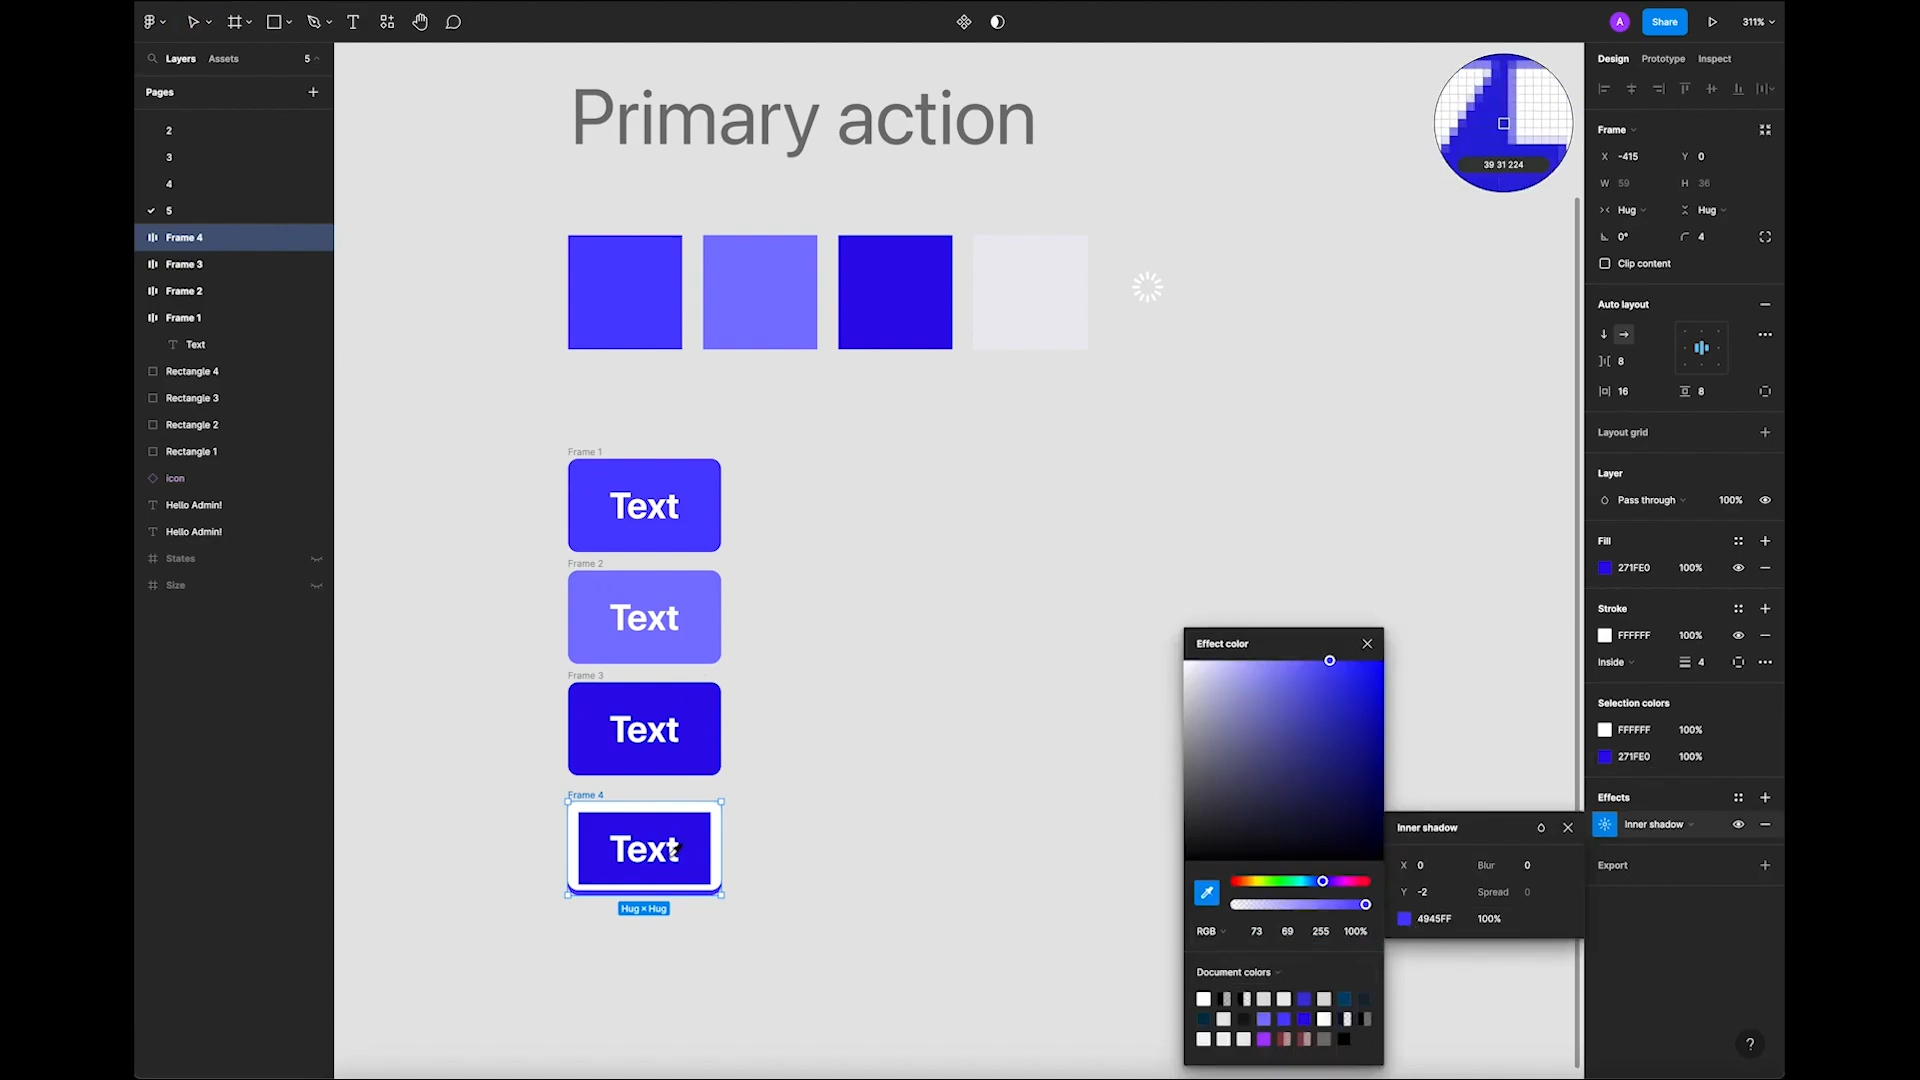 A
Share
311%
Layers
Assets
5
Pages
2
3
4
5
Frame 4
Frame 3
Frame 2
Frame 1
Text
Rectangle 4
Rectangle 3
Rectangle 2
Rectangle 1
icon
Hello Admin!
Hello Admin!
States
Size
Primary action
39 31 224
Frame 1
Text
Frame 2
Text
Frame 3
Text
Frame 4
Text
Hug × Hug
Effect color
RGB 73 69 255 100%
Document colors
Inner shadow
X 0 Blur 0
Y -2 Spread 0
4945FF 100%
Design Prototype Inspect
Frame
X -415 Y 0
W 59 H 36
Hug Hug
0° 4
Clip content
Auto layout
8
16 8
Layout grid
Layer
Pass through 100%
Fill
271FE0 100%
Stroke
FFFFFF 100%
Inside 4
Selection colors
FFFFFF 100%
271FE0 100%
Effects
Inner shadow
Export
?